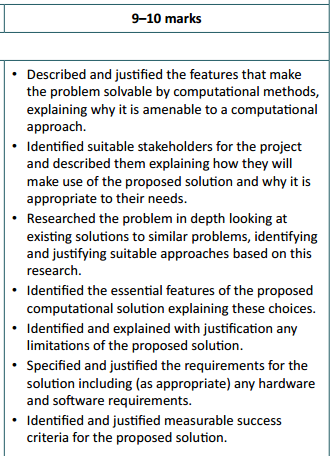 9–10 marks
• Described and justified the features that make
the problem solvable by computational methods,
explaining why it is amenable to a computational
approach.
• Identified suitable stakeholders for the project
and described them explaining how they will
make use of the proposed solution and why it is
appropriate to their needs.
• Researched the problem in depth looking at
existing solutions to similar problems, identifying
and justifying suitable approaches based on this
research.
• Identified the essential features of the proposed
computational solution explaining these choices.
• Identified and explained with justification any
limitations of the proposed solution.
• Specified and justified the requirements for the
solution including (as appropriate) any hardware
and software requirements.
• Identified and justified measurable success
criteria for the proposed solution.